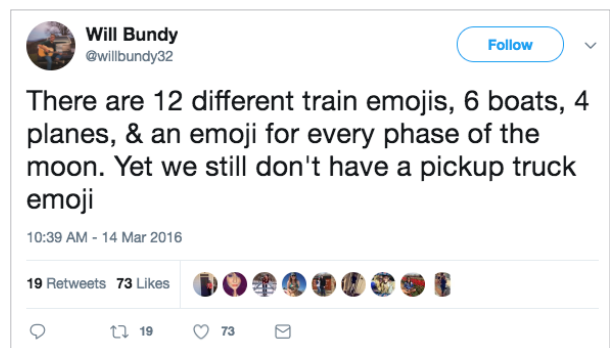 Will Bundy
@willbundy32
Follow
There are 12 different train emojis, 6 boats, 4
planes, & an emoji for every phase of the
moon. Yet we still don't have a pickup truck
emoji
10:39 AM - 14 Mar 2016
19 Retweets 73 Likes
19 73